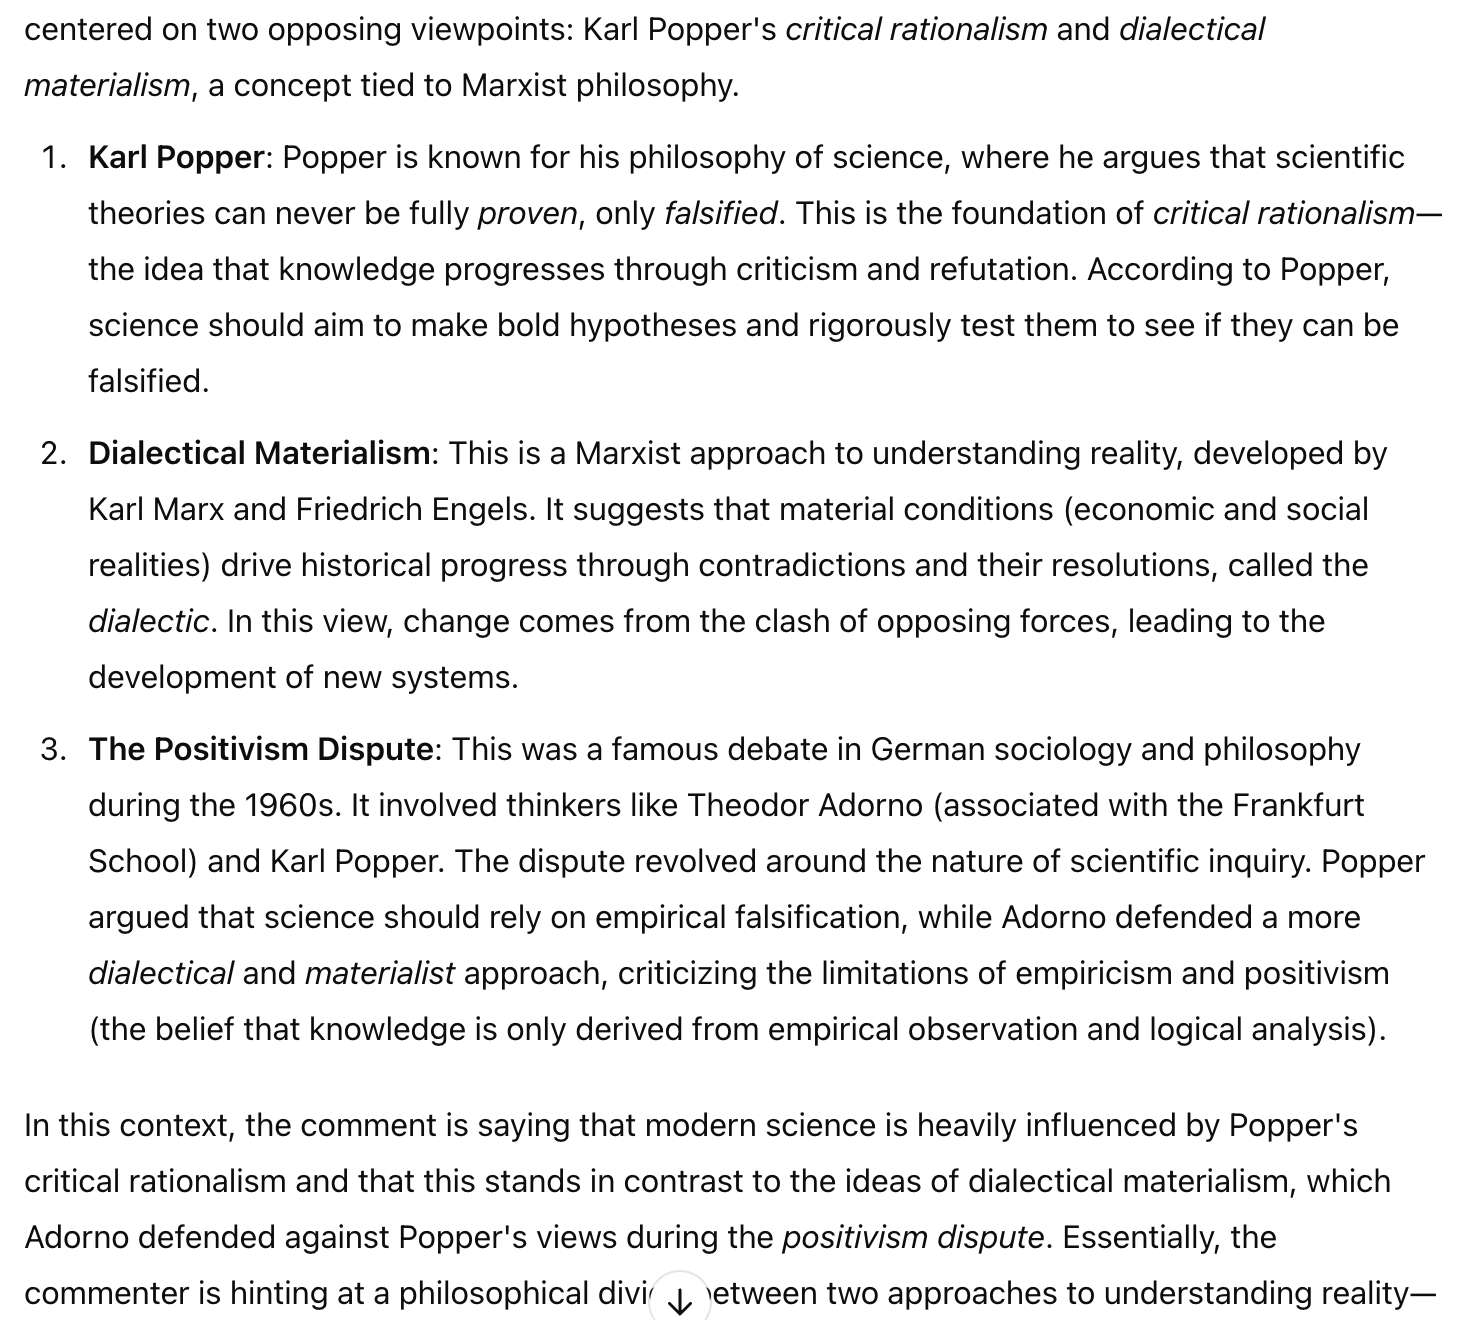 centered on two opposing viewpoints: Karl Popper's critical rationalism and dialectical
materialism, a concept tied to Marxist philosophy.
1. Karl Popper: Popper is known for his philosophy of science, where he argues that scientific
theories can never be fully proven, only falsified. This is the foundation of critical rationalism—
the idea that knowledge progresses through criticism and refutation. According to Popper,
science should aim to make bold hypotheses and rigorously test them to see if they can be
falsified.
2. Dialectical Materialism: This is a Marxist approach to understanding reality, developed by
Karl Marx and Friedrich Engels. It suggests that material conditions (economic and social
realities) drive historical progress through contradictions and their resolutions, called the
dialectic. In this view, change comes from the clash of opposing forces, leading to the
development of new systems.
3. The Positivism Dispute: This was a famous debate in German sociology and philosophy
during the 1960s. It involved thinkers like Theodor Adorno (associated with the Frankfurt
School) and Karl Popper. The dispute revolved around the nature of scientific inquiry. Popper
argued that science should rely on empirical falsification, while Adorno defended a more
dialectical and materialist approach, criticizing the limitations of empiricism and positivism
(the belief that knowledge is only derived from empirical observation and logical analysis).
In this context, the comment is saying that modern science is heavily influenced by Popper's
critical rationalism and that this stands in contrast to the ideas of dialectical materialism, which
Adorno defended against Popper's views during the positivism dispute. Essentially, the
commenter is hinting at a philosophical two approaches to understanding reality—